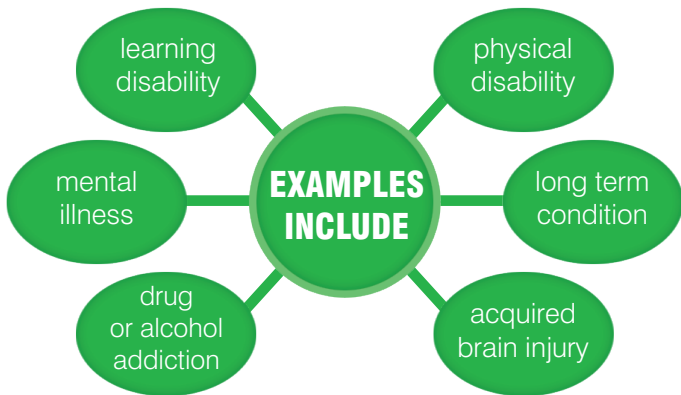 learning
disability
physical
disability
mental
illness
EXAMPLES
INCLUDE
long term
condition
drug
or alcohol
addiction
acquired
brain injury